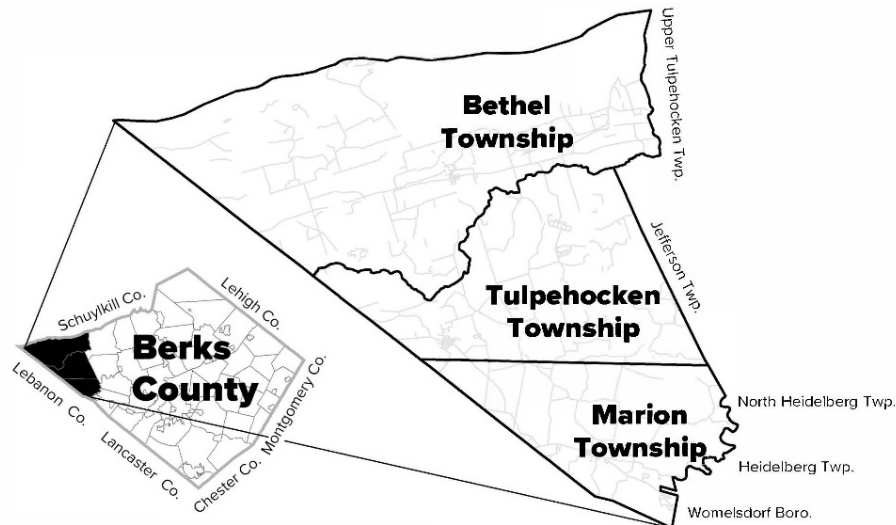 Upper Tulpehocken Twp.
Bethel
Township
Jefferson Twp.
Tulpehocken
Township
Schuylkill Co.
Lehigh Co.
Berks
County
Lebanon Co.
Lancaster Co.
Chester Co.
Montgomery Co.
North Heidelberg Twp.
Marion
Township
Heidelberg Twp.
Womelsdorf Boro.